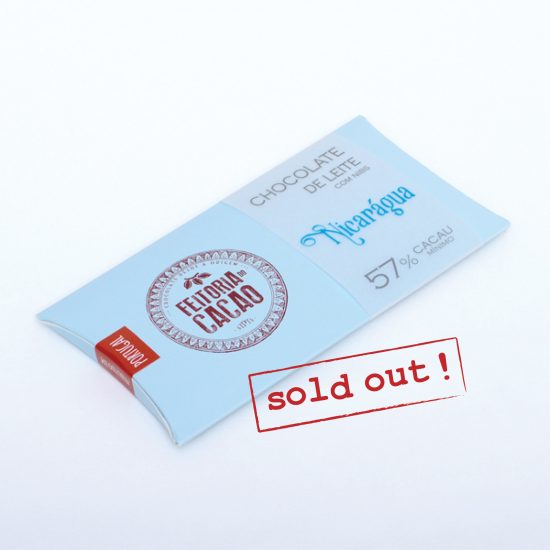 CHOCOLATE
DE LEITE
COM NIBS
Nicarágua
57% CACAU
MÍNIMO
FEITORIA DO
CACAO
PORTUGAL
sold out !